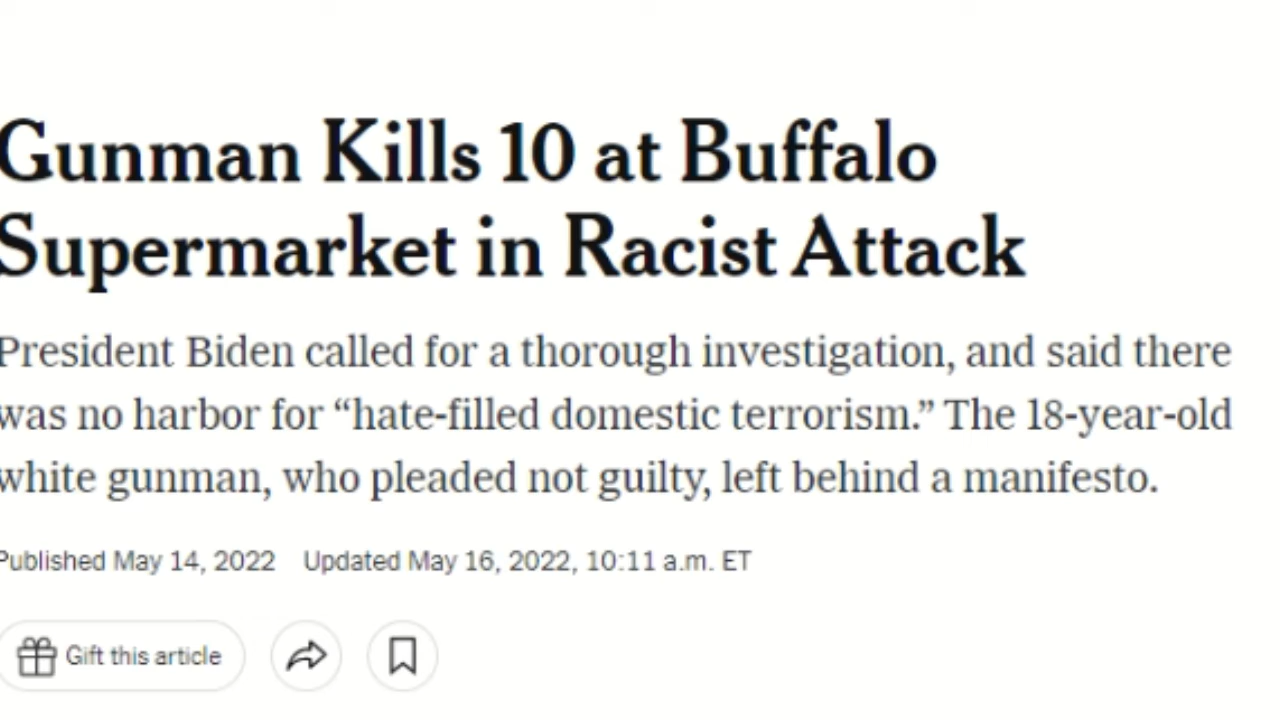 Gunman Kills 10 at Buffalo
Supermarket in Racist Attack
President Biden called for a thorough investigation, and said there
was no harbor for “hate-filled domestic terrorism.” The 18-year-old
white gunman, who pleaded not guilty, left behind a manifesto.
Published May 14, 2022 Updated May 16, 2022, 10:11 a.m. ET
Gift this article